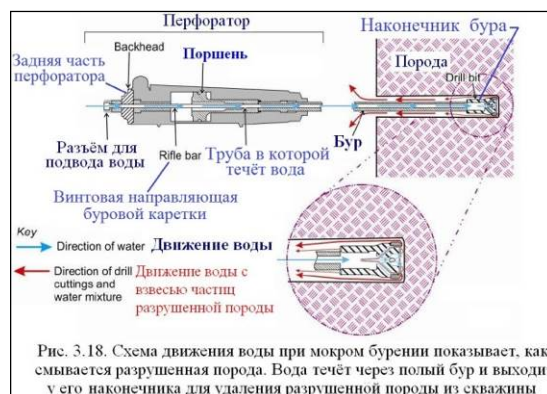 Перфоратор
Backhead
Задняя часть
перфоратора
Поршень
Наконечник бура
Порода
Drill bit
Разъём для
подвода воды
Rifle bar
Труба в которой
течёт вода
Бур
Винтовая направляющая
буровой каретки
Key
Direction of water
Движение воды
Direction of drill
cuttings and
water mixture
Движение воды с
взвесью частиц
разрушенной породы
Рис. 3.18. Схема движения воды при мокром бурении показывает, как
смывается разрушенная порода. Вода течёт через полый бур и выходи
у его наконечника для удаления разрушенной породы из скважины